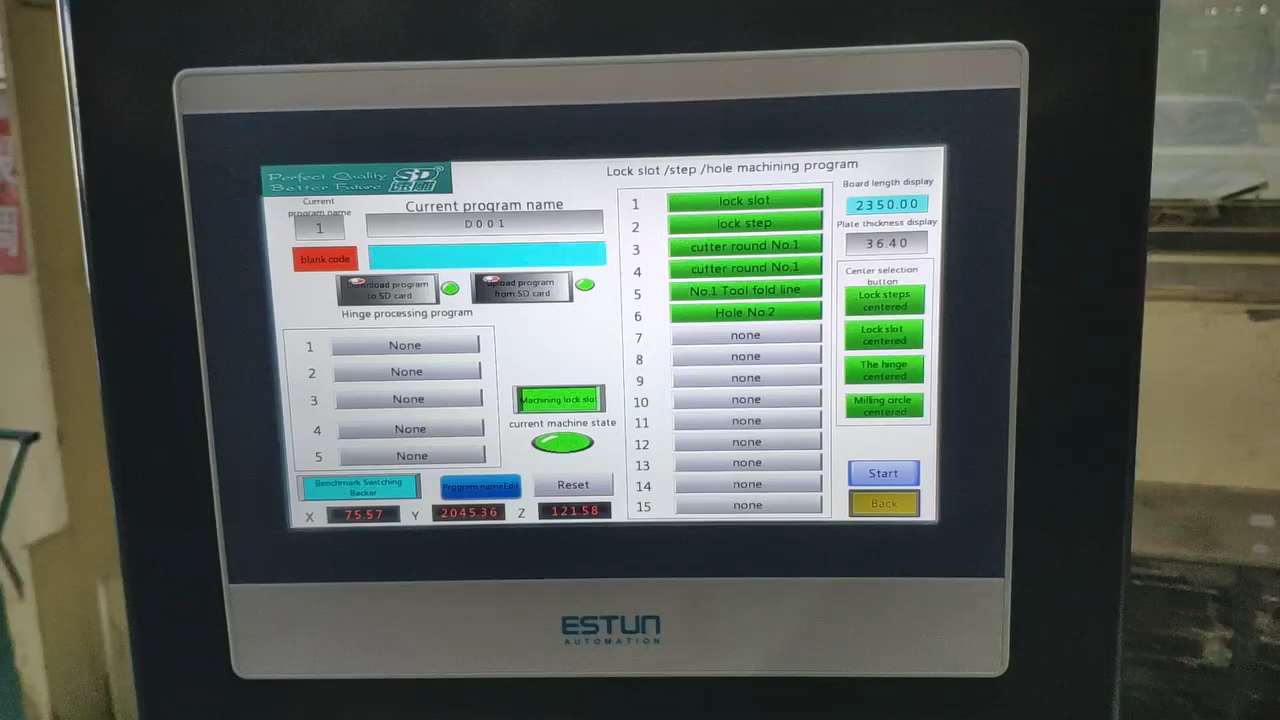 Perfect Quality
Better Future
SD
Lock slot /step /hole machining program
Current
program name
1
Current program name
D001
blank code
Download program
to SD card
Upload program
from SD card
Hinge processing program
1 None
2 None
3 None
4 None
5 None
Machining lock slot
current machine state
Benchmark Switching
- Backer
Program nameEdit
Reset
X 75.57 Y 2045.36 Z 121.58
1 lock slot
2 lock step
3 cutter round No.1
4 cutter round No.1
5 No.1 Tool fold line
6 Hole No.2
7 none
8 none
9 none
10 none
11 none
12 none
13 none
14 none
15 none
Board length display
2350.00
Plate thickness display
36.40
Center selection
button
Lock steps
centered
Lock slot
centered
The hinge
centered
Milling circle
centered
Start
Back
ESTUN
AUTOMATION